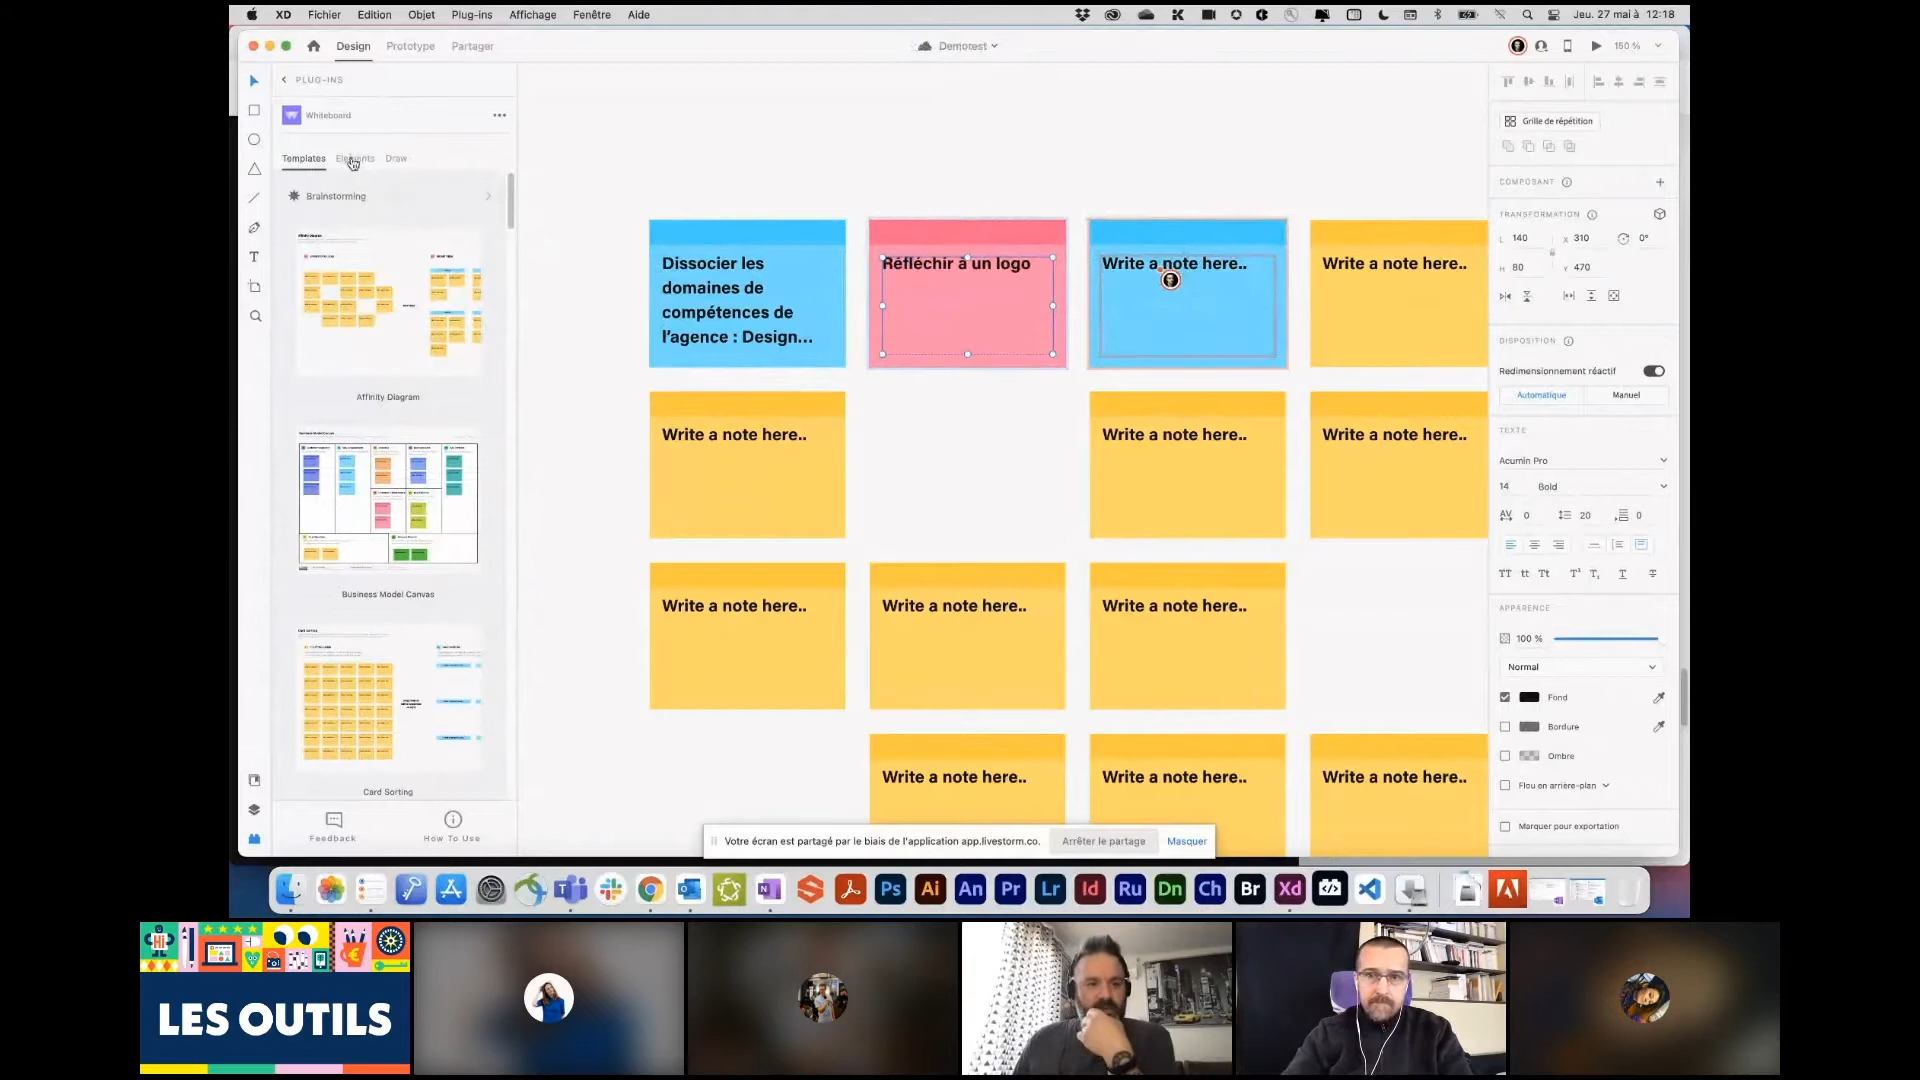 XD Fichier Edition Objet Plug-ins Affichage Fenêtre Aide
Jeu. 27 mai à 12:18
Design Prototype Partager
Demotest
150 %
PLUG-INS
Whiteboard
Templates Elements Draw
Brainstorming
Affinity Diagram
Business Model Canvas
Card Sorting
Feedback
How To Use
Dissocier les
domaines de
compétences de
l'agence : Design...
Réfléchir à un logo
Write a note here..
Write a note here..
Write a note here..
Write a note here..
Write a note here..
Write a note here..
Write a note here..
Write a note here..
Write a note here..
Write a note here..
Write a note here..
Grille de répétition
COMPOSANT
TRANSFORMATION
L 140 X 310 0°
H 80 Y 470
DISPOSITION
Redimensionnement réactif
Automatique Manuel
TEXTE
Acumin Pro
14 Bold
AV 0 20 0
TT tt Tt T¹ T₁ T T
APPARENCE
100 %
Normal
Fond
Bordure
Ombre
Flou en arrière-plan
Marquer pour exportation
Votre écran est partagé par le biais de l'application app.livestorm.co.
Arrêter le partage
Masquer
Ps Ai An Pr Lr Id Ru Dn Ch Br Xd
Hi
LES OUTILS